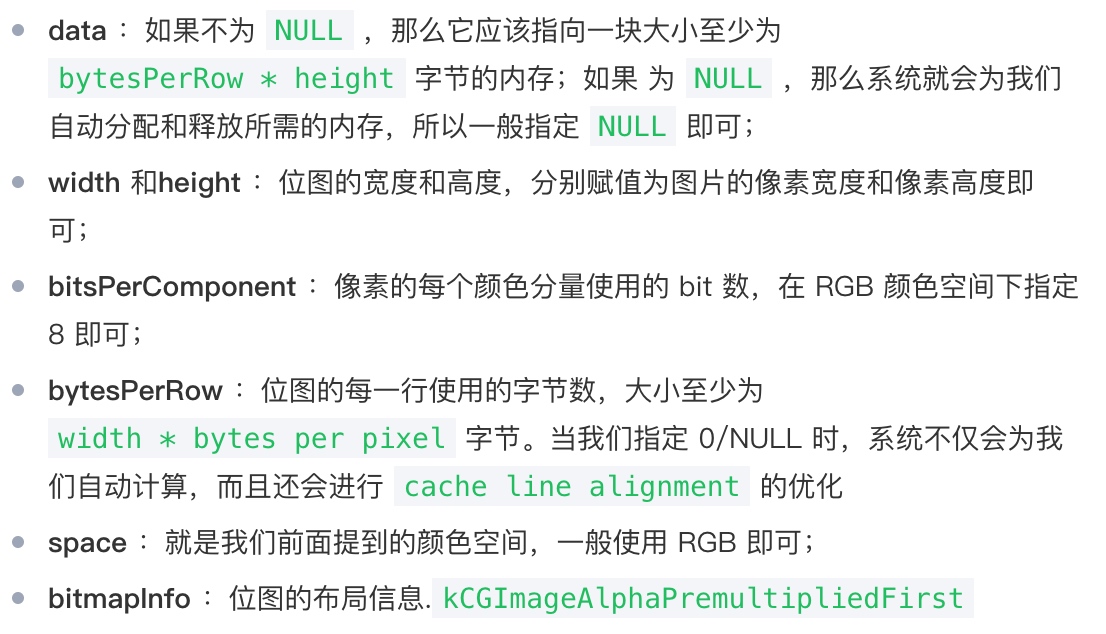 data： 如果不为 NULL ，那么它应该指向一块大小至少为
bytesPerRow * height 字节的内存；如果 为 NULL ，那么系统就会为我们
自动分配和释放所需的内存，所以一般指定 NULL 即可；
width 和height： 位图的宽度和高度，分别赋值为图片的像素宽度和像素高度即
可；
bitsPerComponent： 像素的每个颜色分量使用的 bit 数，在 RGB 颜色空间下指定
8 即可；
bytesPerRow： 位图的每一行使用的字节数，大小至少为
width * bytes per pixel 字节。当我们指定 0/NULL 时，系统不仅会为我
们自动计算，而且还会进行 cache line alignment 的优化
space： 就是我们前面提到的颜色空间，一般使用 RGB 即可；
bitmapInfo： 位图的布局信息.kCGImageAlphaPremultipliedFirst